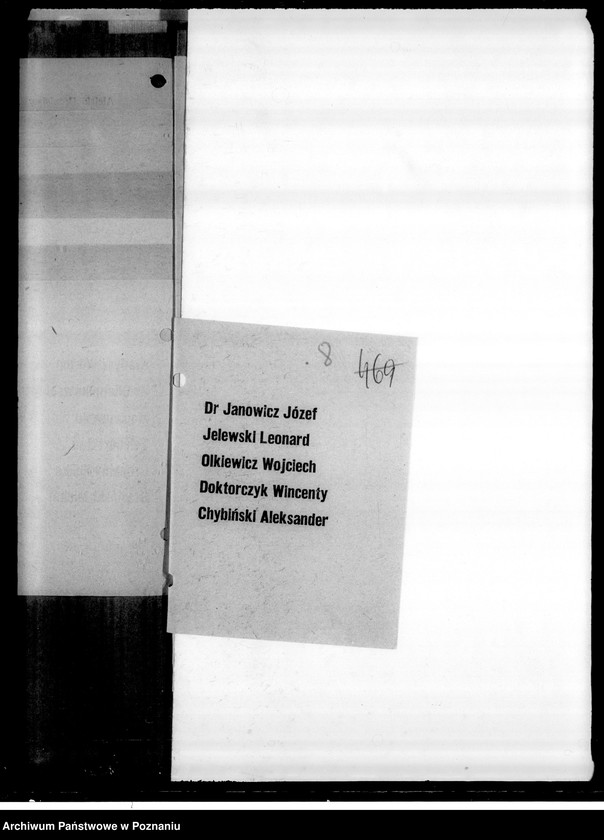 8
469
Dr Janowicz Józef
Jelewski Leonard
Olkiewicz Wojciech
Doktorczyk Wincenty
Chybiński Aleksander
Archiwum Państwowe w Poznaniu